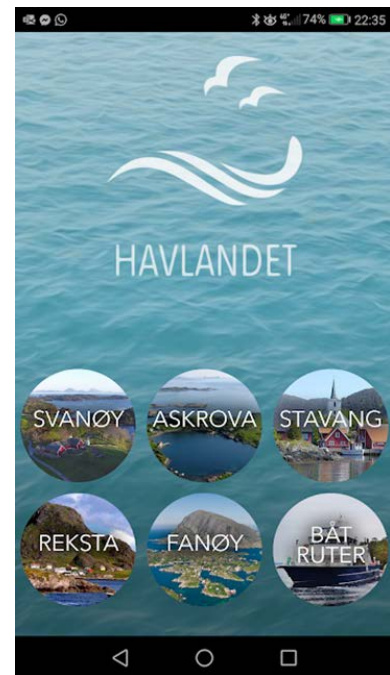 74% 22:35
HAVLANDET
SVANØY
ASKROVA
STAVANG
REKSTA
FANØY
BÅT
RUTER